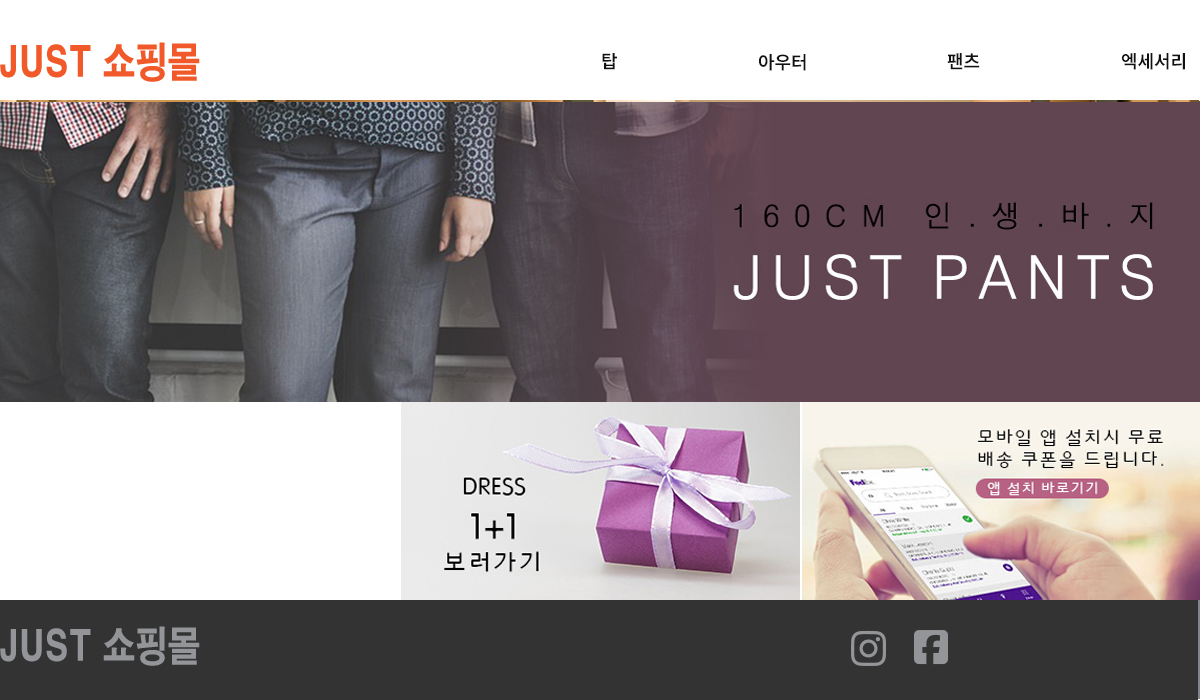 JUST 쇼핑몰
탑
아우터
팬츠
엑세서리
160CM 인.생.바.지
JUST PANTS
DRESS
1+1
보러가기
모바일 앱 설치시 무료
배송 쿠폰을 드립니다.
앱 설치 바로기기
JUST 쇼핑몰